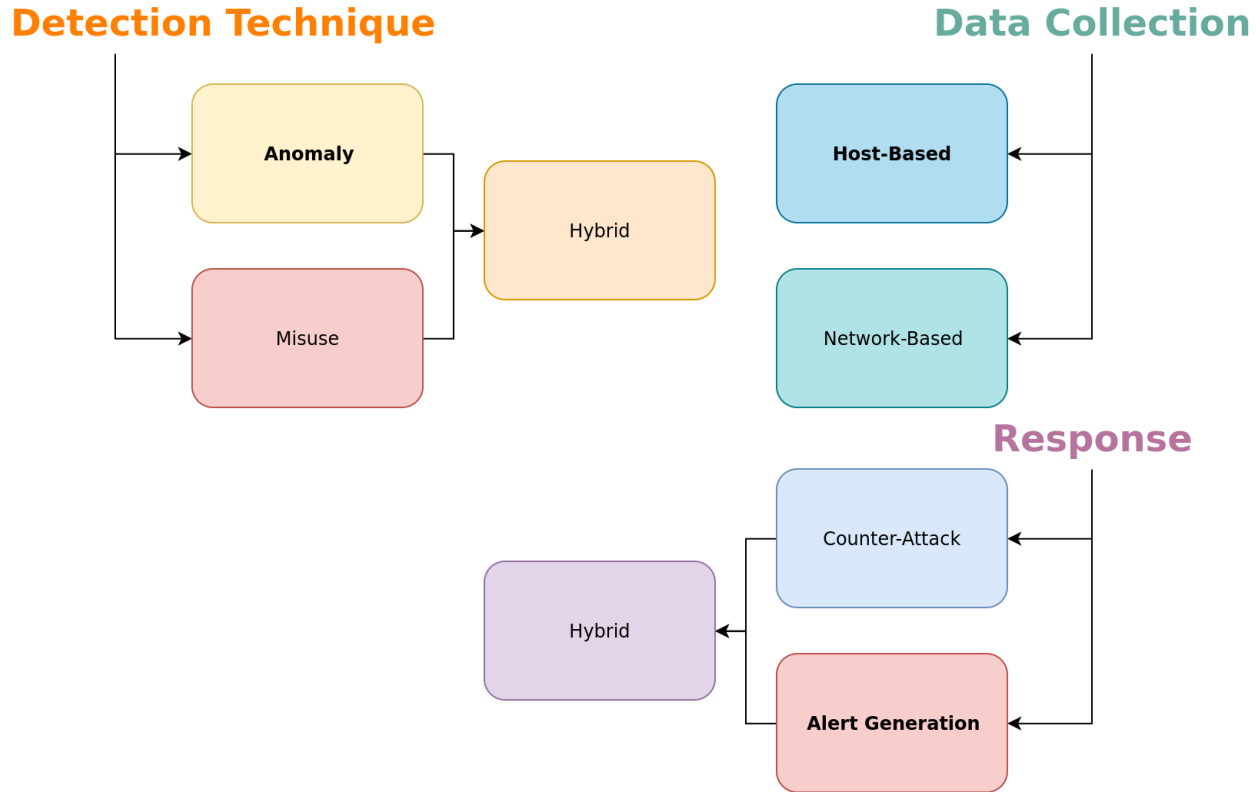 Detection Technique
Data Collection
Anomaly
Host-Based
Hybrid
Misuse
Network-Based
Response
Counter-Attack
Hybrid
Alert Generation